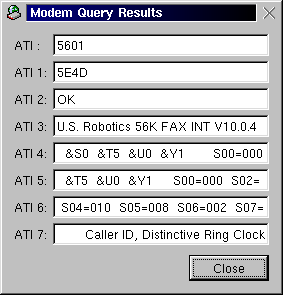 Modem Query Results
ATI : 5601
ATI 1: 5E4D
ATI 2: OK
ATI 3: U.S. Robotics 56K FAX INT V10.0.4
ATI 4: &S0 &T5 &U0 &Y1 S00=000
ATI 5: &T5 &U0 &Y1 S00=000 S02=
ATI 6: S04=010 S05=008 S06=002 S07=
ATI 7: Caller ID, Distinctive Ring Clock
Close